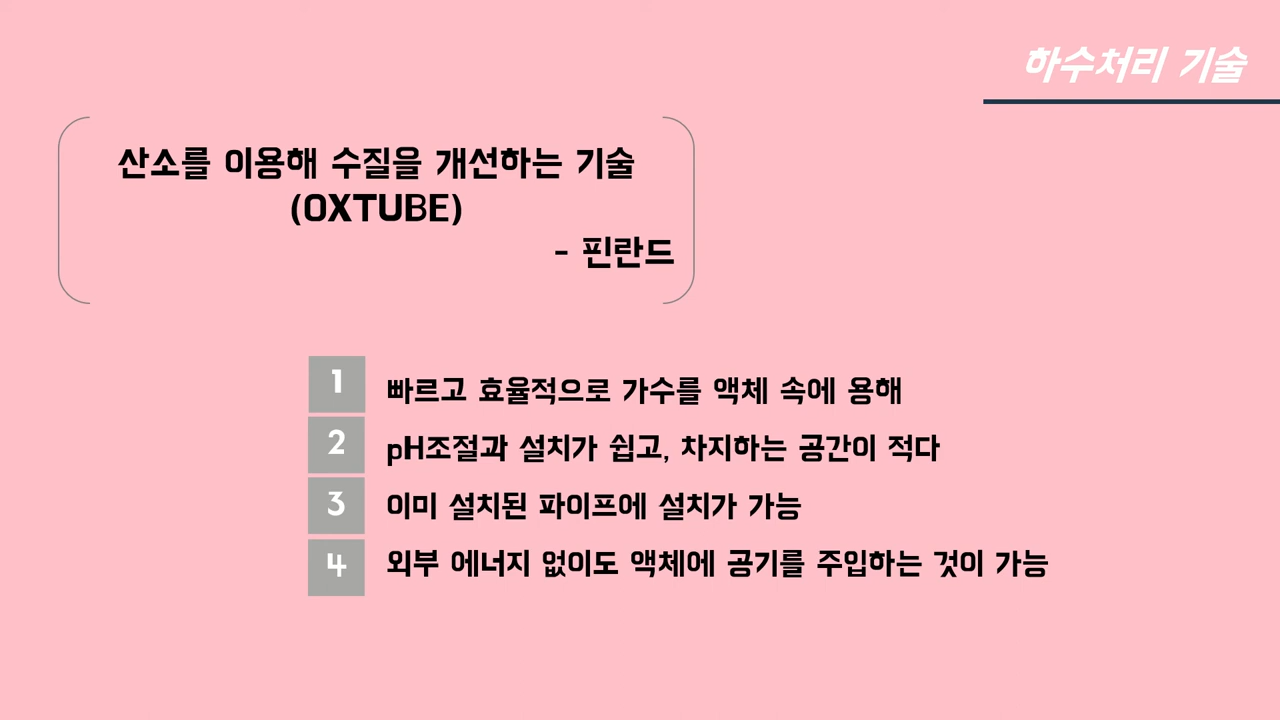 하수처리 기술
산소를 이용해 수질을 개선하는 기술
(OXTUBE)
- 핀란드
1 빠르고 효율적으로 가수를 액체 속에 용해
2 pH조절과 설치가 쉽고, 차지하는 공간이 적다
3 이미 설치된 파이프에 설치가 가능
4 외부 에너지 없이도 액체에 공기를 주입하는 것이 가능